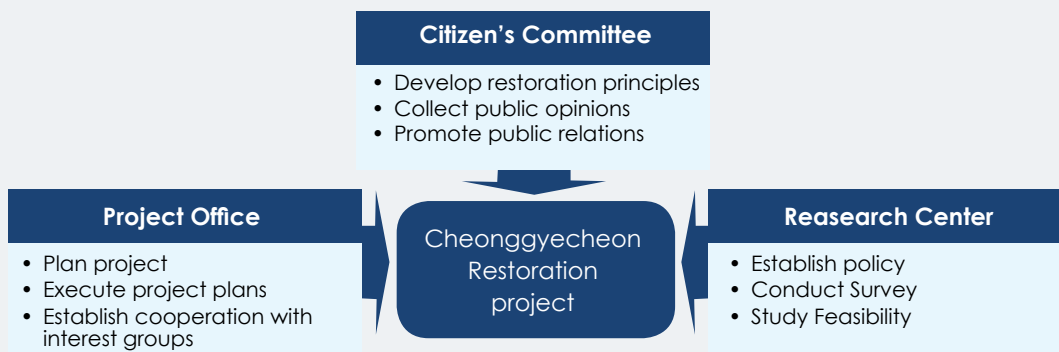 Citizen's Committee
• Develop restoration principles
• Collect public opinions
• Promote public relations
Project Office
• Plan project
• Execute project plans
• Establish cooperation with
interest groups
Cheonggyecheon
Restoration
project
Reasearch Center
• Establish policy
• Conduct Survey
• Study Feasibility